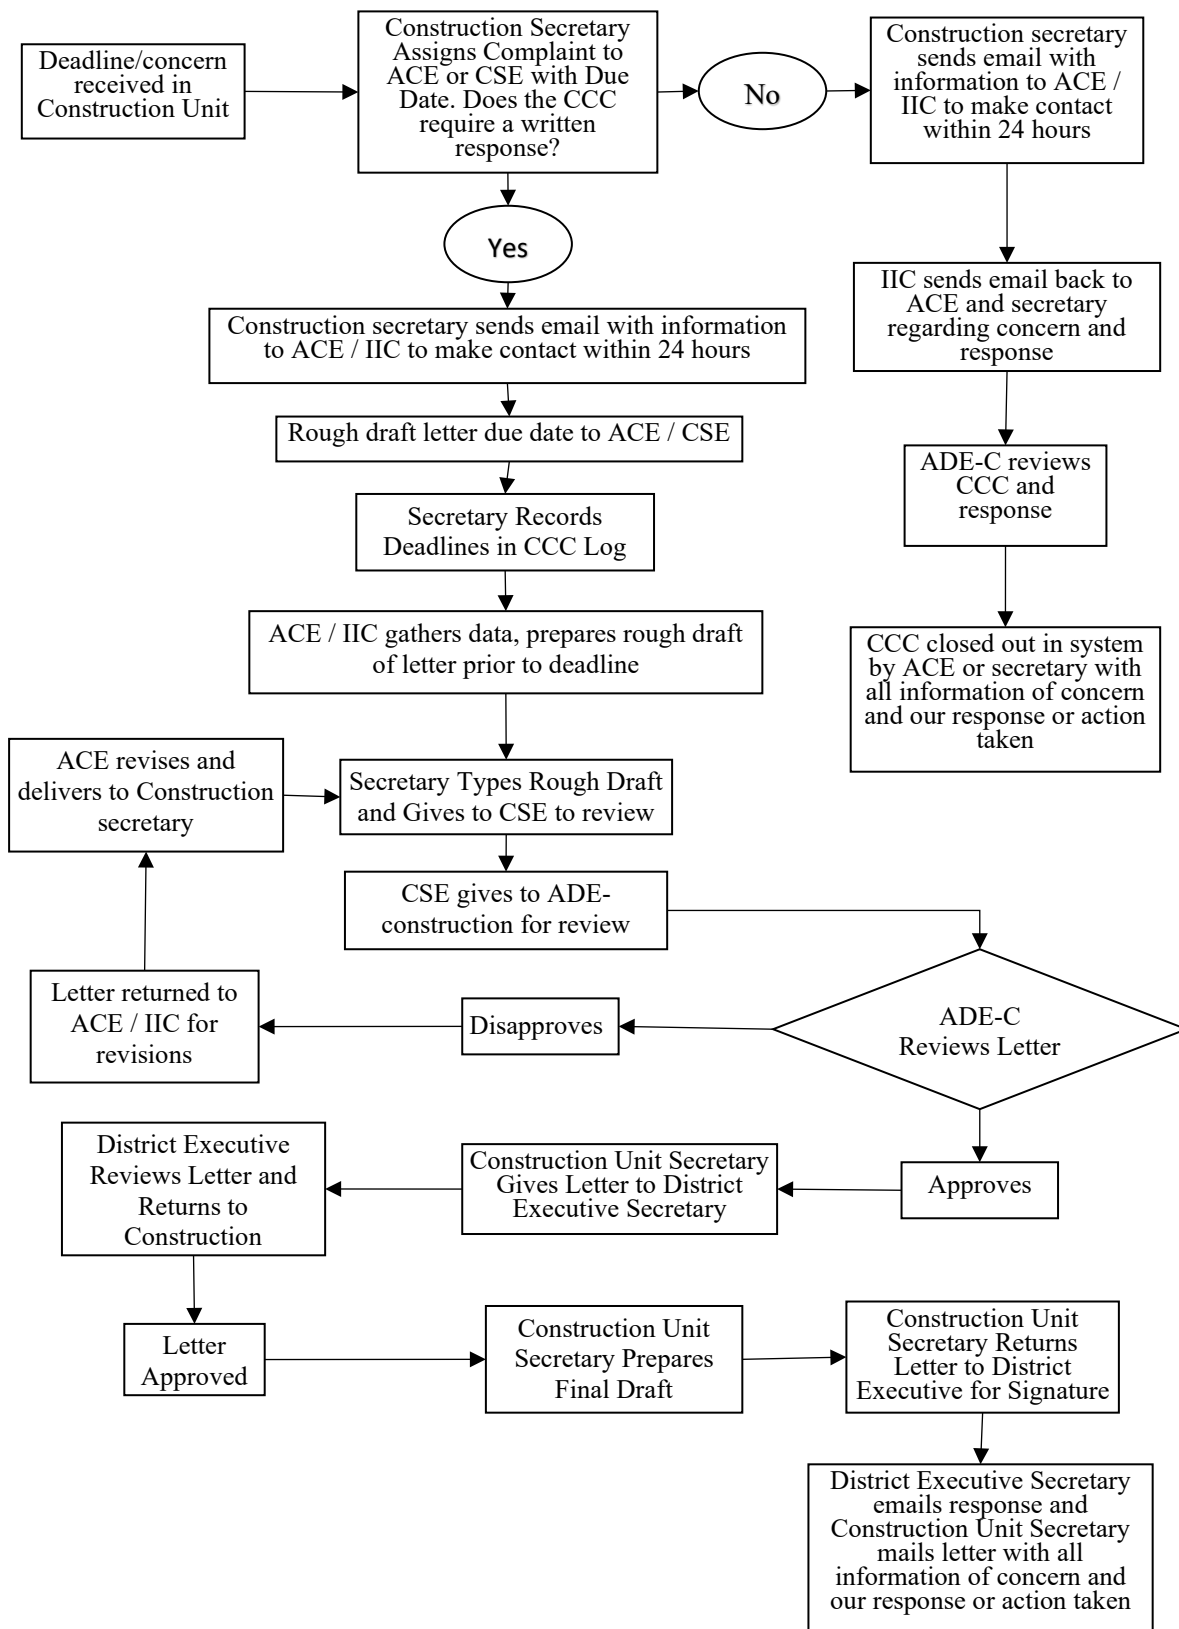 Deadline/concern
received in
Construction Unit
Construction Secretary
Assigns Complaint to
ACE or CSE with Due
Date. Does the CCC
require a written
response?
No
Construction secretary
sends email with
information to ACE /
IIC to make contact
within 24 hours
Yes
IIC sends email back to
ACE and secretary
regarding concern and
response
Construction secretary sends email with information
to ACE / IIC to make contact within 24 hours
Rough draft letter due date to ACE / CSE
ADE-C reviews
CCC and
response
Secretary Records
Deadlines in CCC Log
ACE / IIC gathers data, prepares rough draft
of letter prior to deadline
CCC closed out in system
by ACE or secretary with
all information of concern
and our response or action
taken
ACE revises and
delivers to Construction
secretary
Secretary Types Rough Draft
and Gives to CSE to review
CSE gives to ADE-
construction for review
Letter returned to
ACE / IIC for
revisions
Disapproves
ADE-C
Reviews Letter
District Executive
Reviews Letter and
Returns to
Construction
Construction Unit Secretary
Gives Letter to District
Executive Secretary
Approves
Letter
Approved
Construction Unit
Secretary Prepares
Final Draft
Construction Unit
Secretary Returns
Letter to District
Executive for Signature
District Executive Secretary
emails response and
Construction Unit Secretary
mails letter with all
information of concern and
our response or action taken